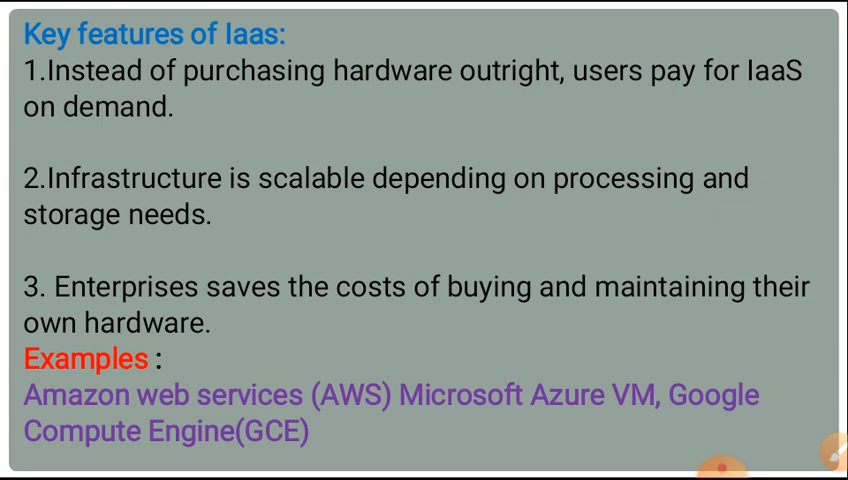 Key features of Iaas:
1.Instead of purchasing hardware outright, users pay for IaaS
on demand.
2.Infrastructure is scalable depending on processing and
storage needs.
3. Enterprises saves the costs of buying and maintaining their
own hardware.
Examples :
Amazon web services (AWS) Microsoft Azure VM, Google
Compute Engine(GCE)